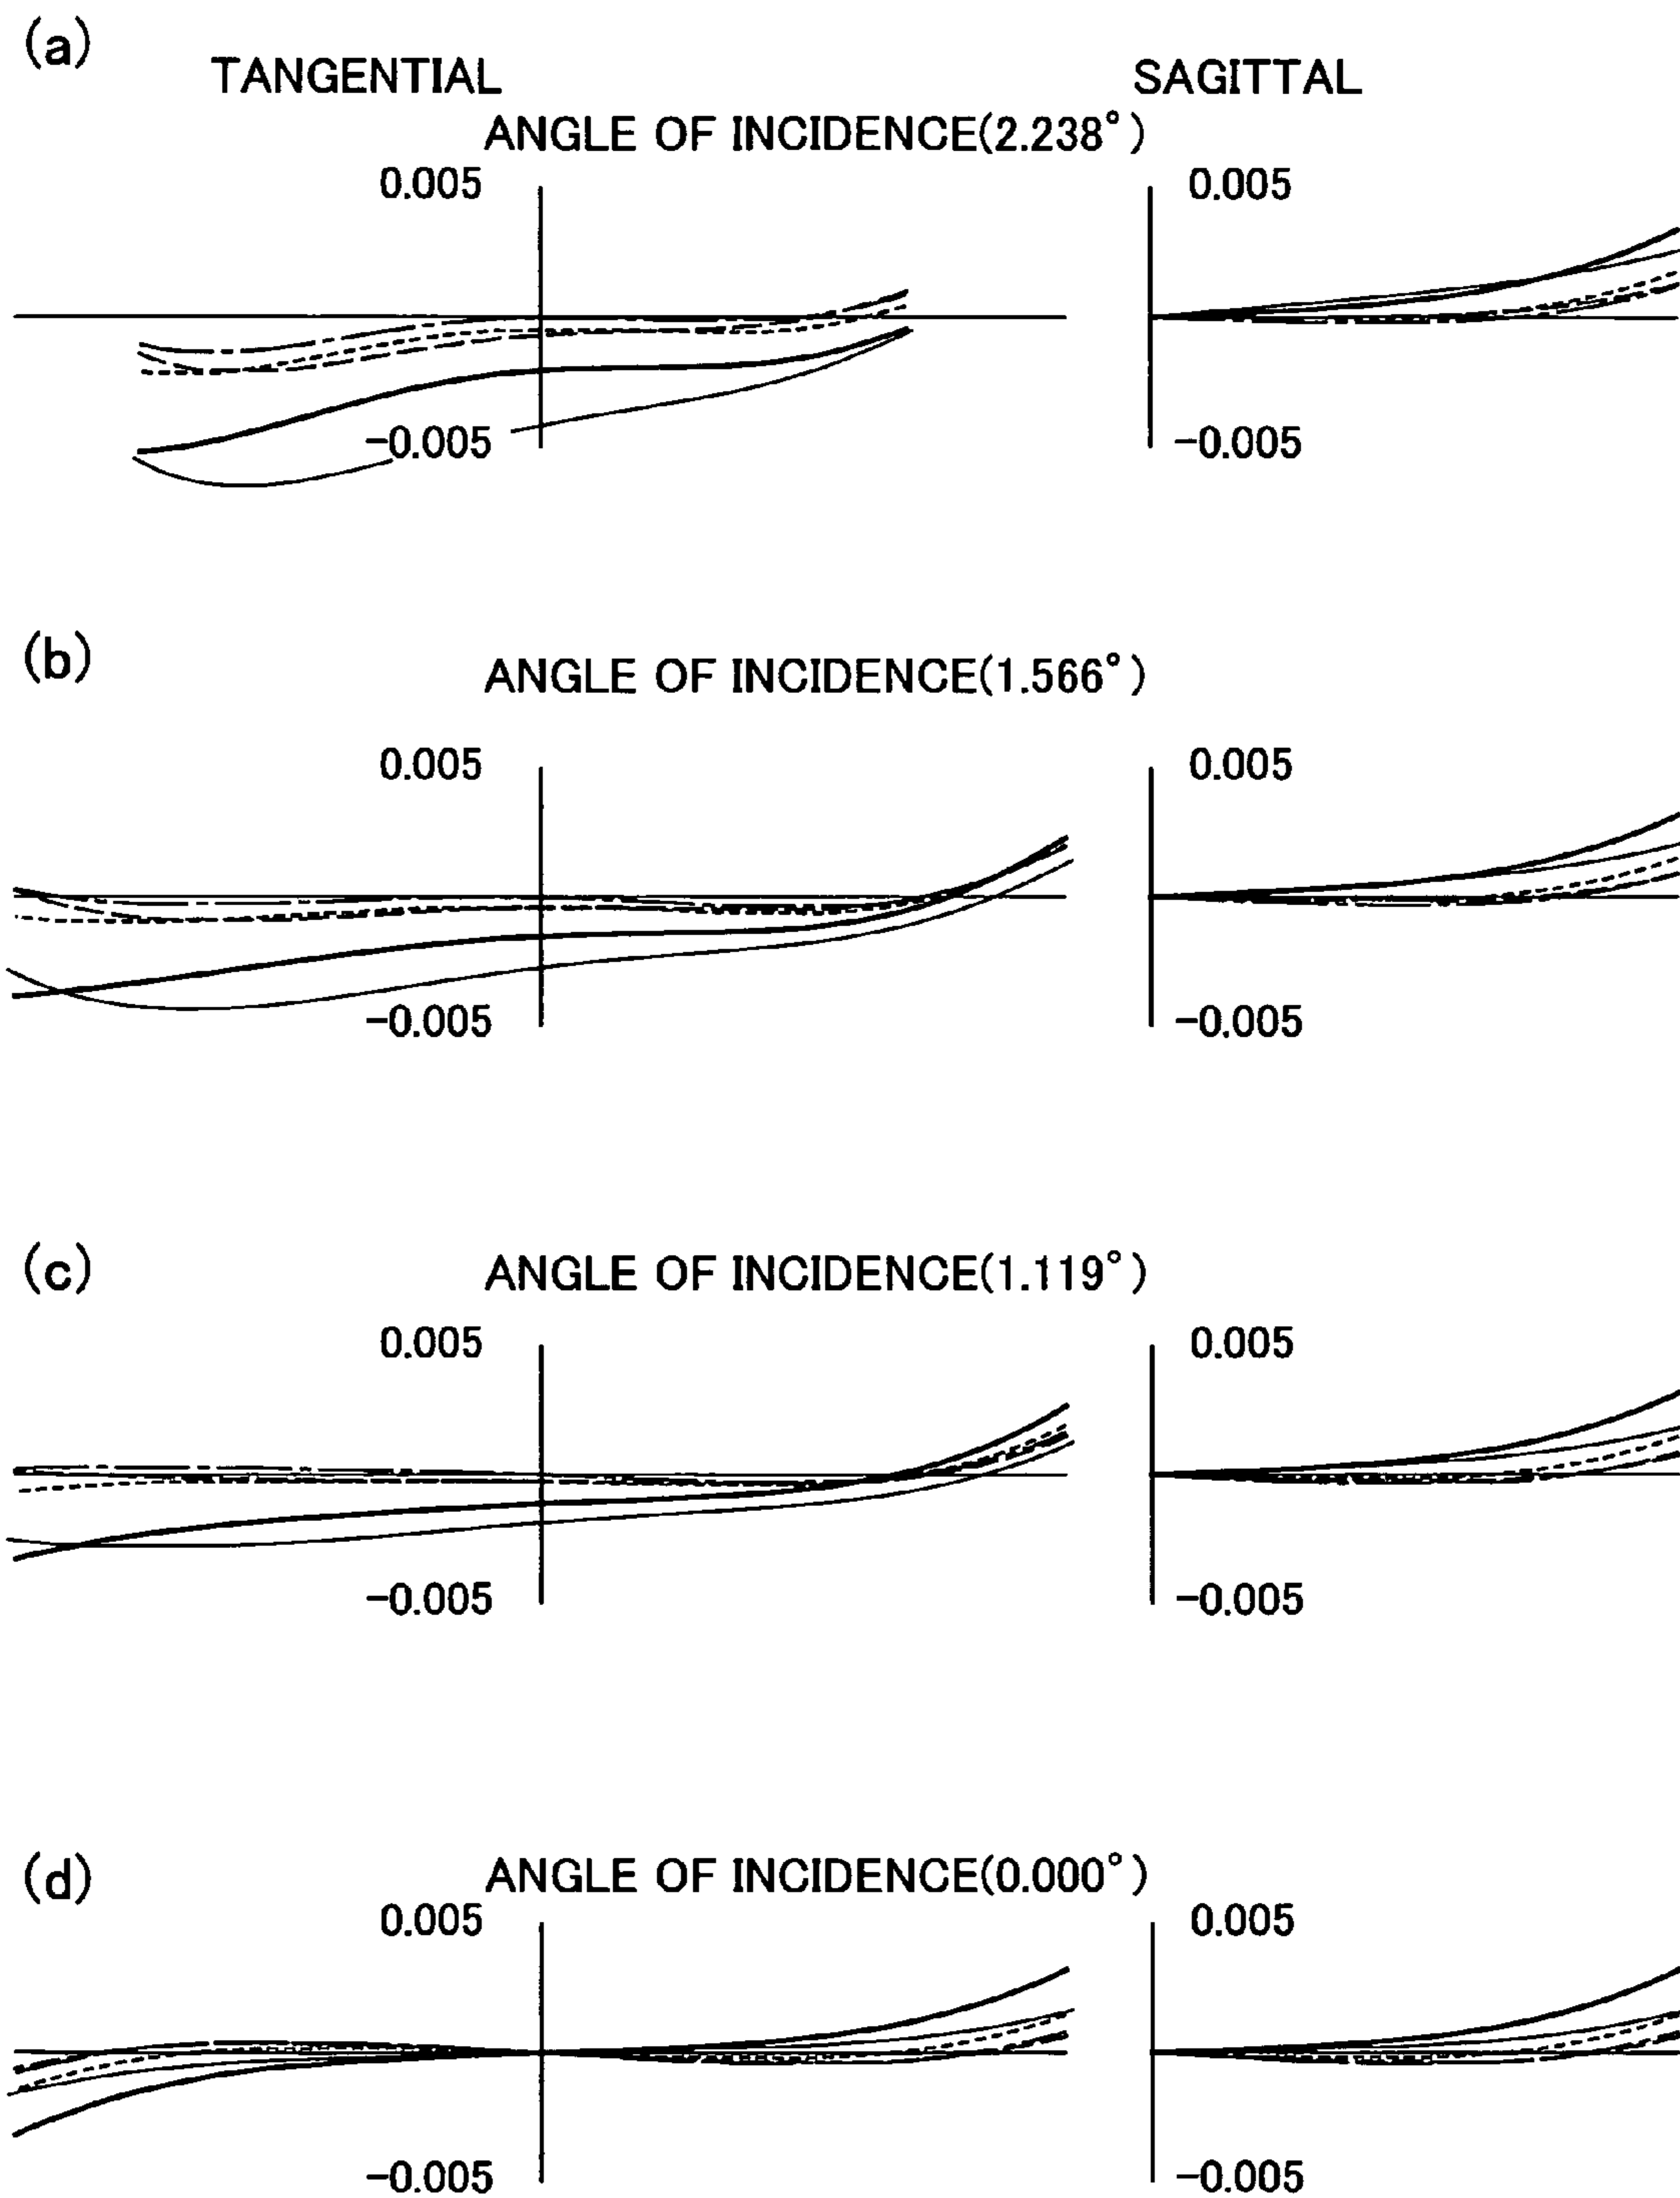 (a)
TANGENTIAL
SAGITTAL
ANGLE OF INCIDENCE(2.238°)
0.005
0.005
-0.005
-0.005
(b)
ANGLE OF INCIDENCE(1.566°)
0.005
0.005
-0.005
-0.005
(c)
ANGLE OF INCIDENCE(1.119°)
0.005
0.005
-0.005
-0.005
(d)
ANGLE OF INCIDENCE(0.000°)
0.005
0.005
-0.005
-0.005